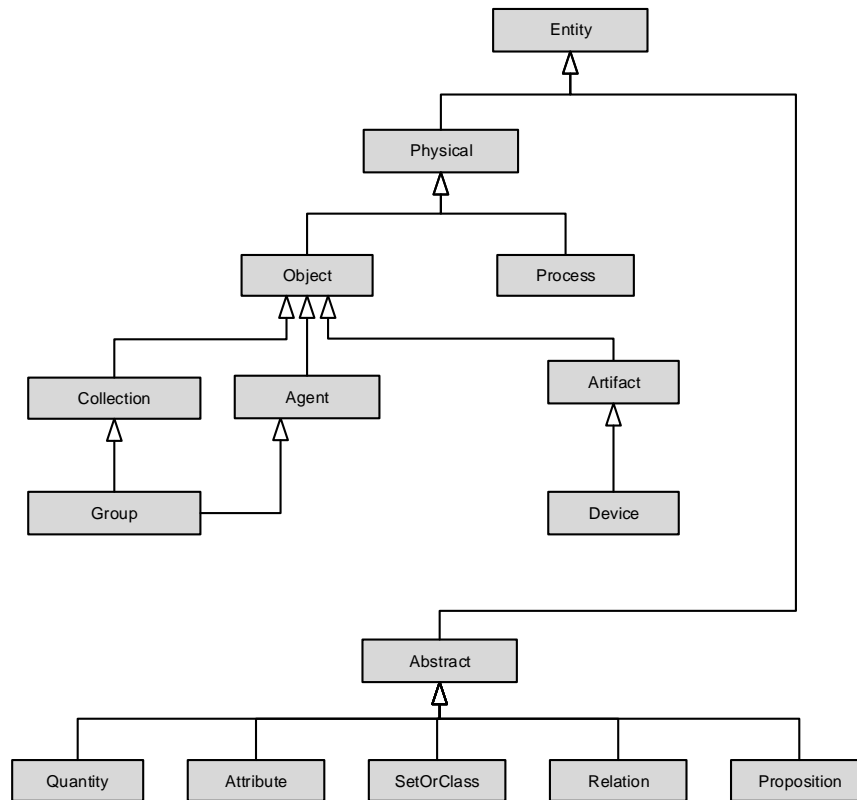 Entity
Physical
Object
Process
Collection
Agent
Artifact
Group
Device
Abstract
Quantity
Attribute
SetOrClass
Relation
Proposition